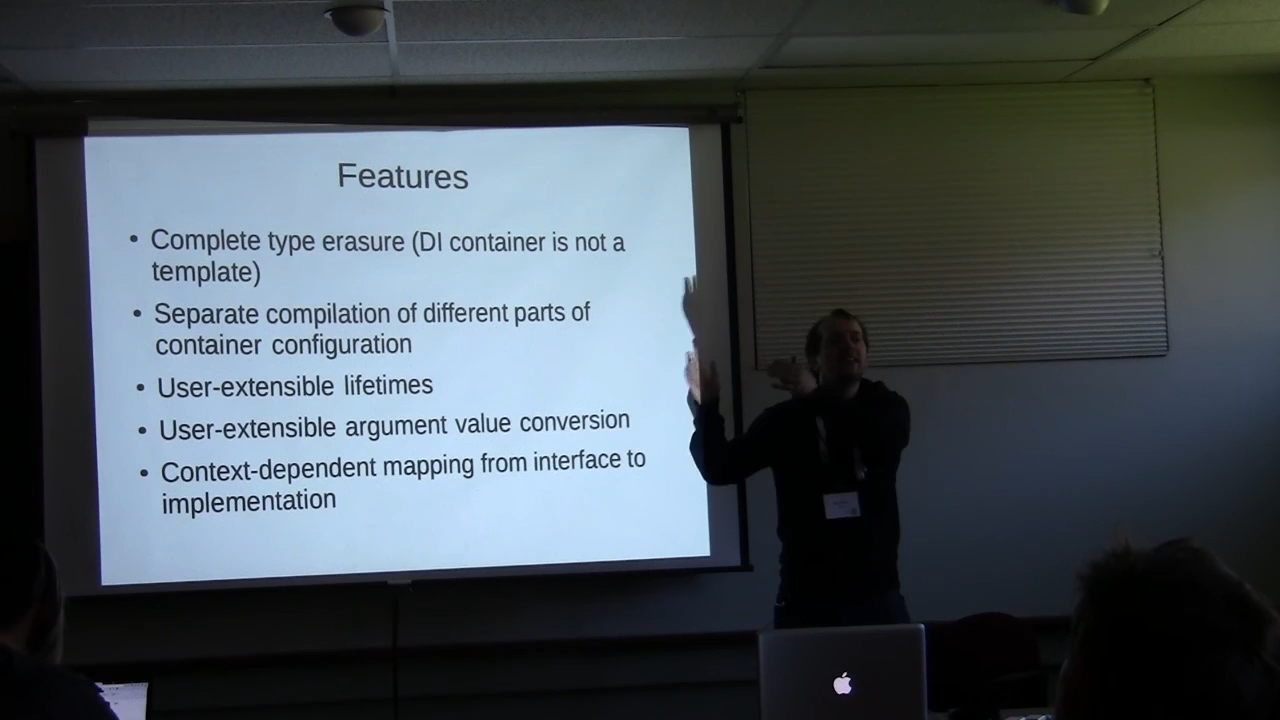 Features
• Complete type erasure (DI container is not a
template)
• Separate compilation of different parts of
container configuration
• User-extensible lifetimes
• User-extensible argument value conversion
• Context-dependent mapping from interface to
implementation